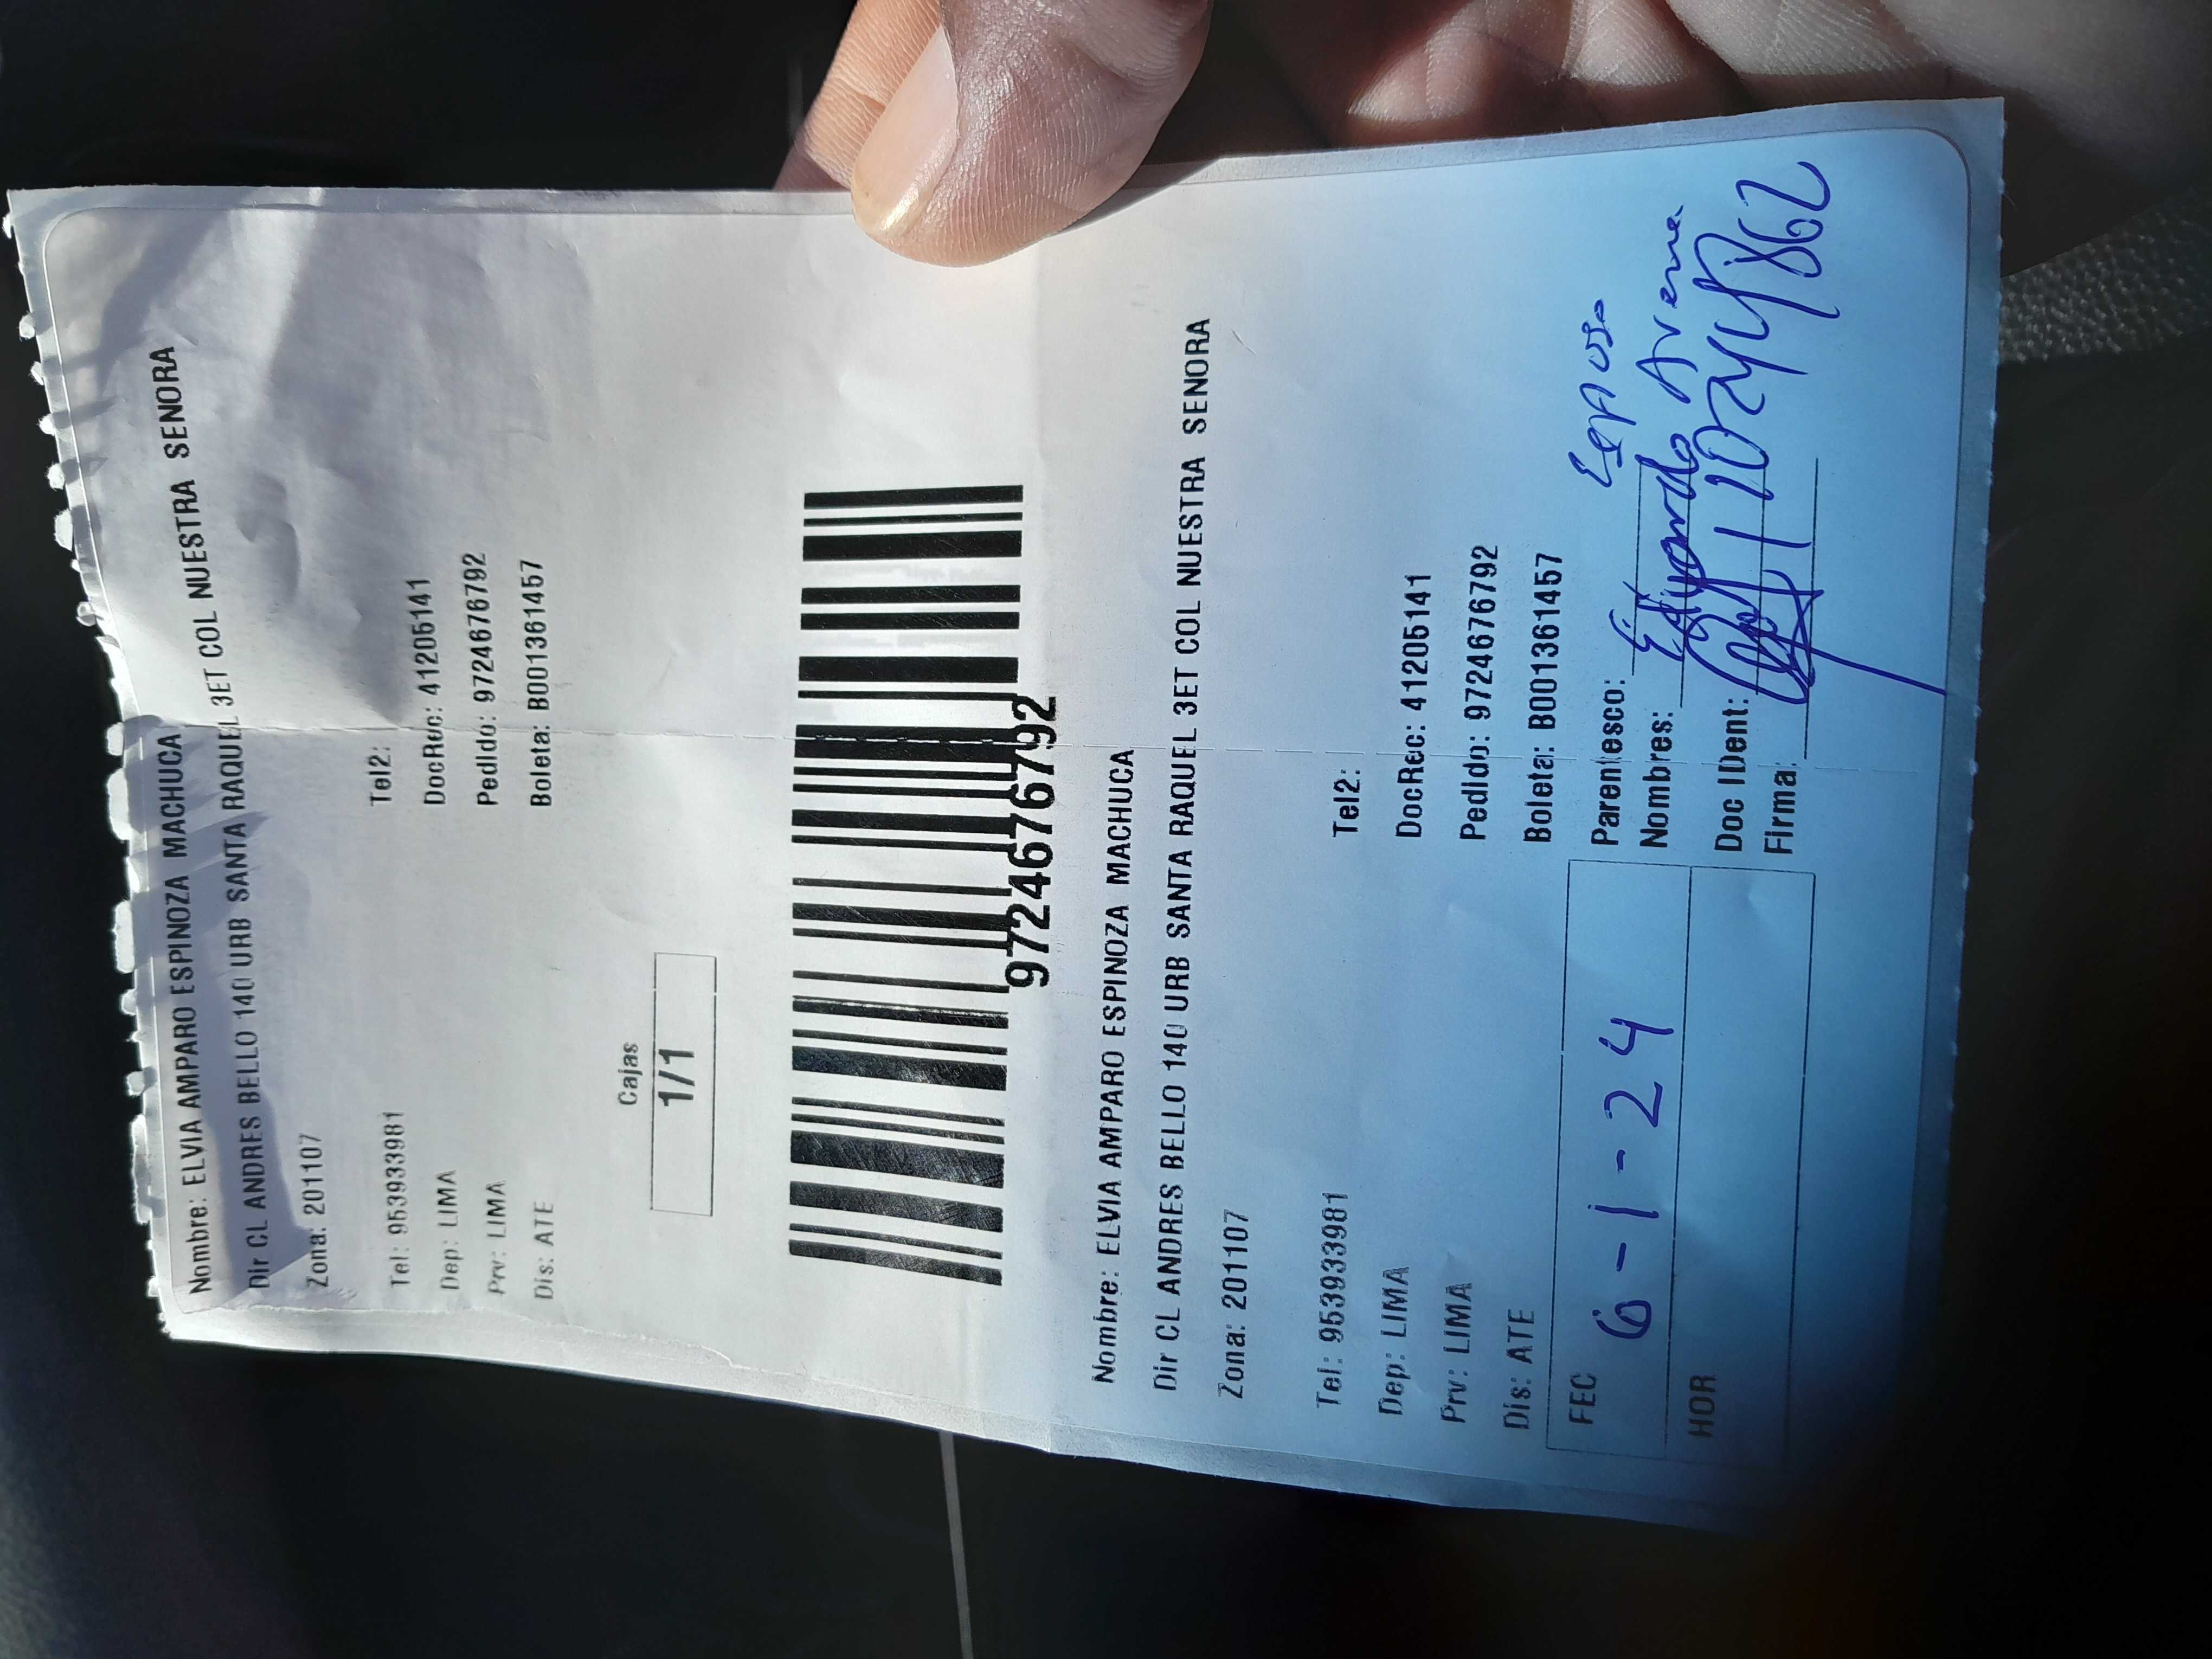 Nombre: ELVIA AMPARO ESPINOZA MACHUCA
Dir CL ANDRES BELLO 140 URB SANTA RAQUEL 3ET COL NUESTRA SENORA
Zona: 201107
Tel: 953933981 Tel2:
Dep: LIMA DocRec: 41205141
Prv: LIMA Pedido: 9724676792
Dis: ATE Boleta: B001361457
Cajas
1/1
9724676792
Nombre: ELVIA AMPARO ESPINOZA MACHUCA
Dir CL ANDRES BELLO 140 URB SANTA RAQUEL 3ET COL NUESTRA SENORA
Zona: 201107
Tel: 953933981 Tel2:
Dep: LIMA DocRec: 41205141
Prv: LIMA Pedido: 9724676792
Dis: ATE Boleta: B001361457
FEC 6-1-24 Parentesco: Esposo
Nombres: Eduardo Arena
HOR Doc IDent:
Firma: